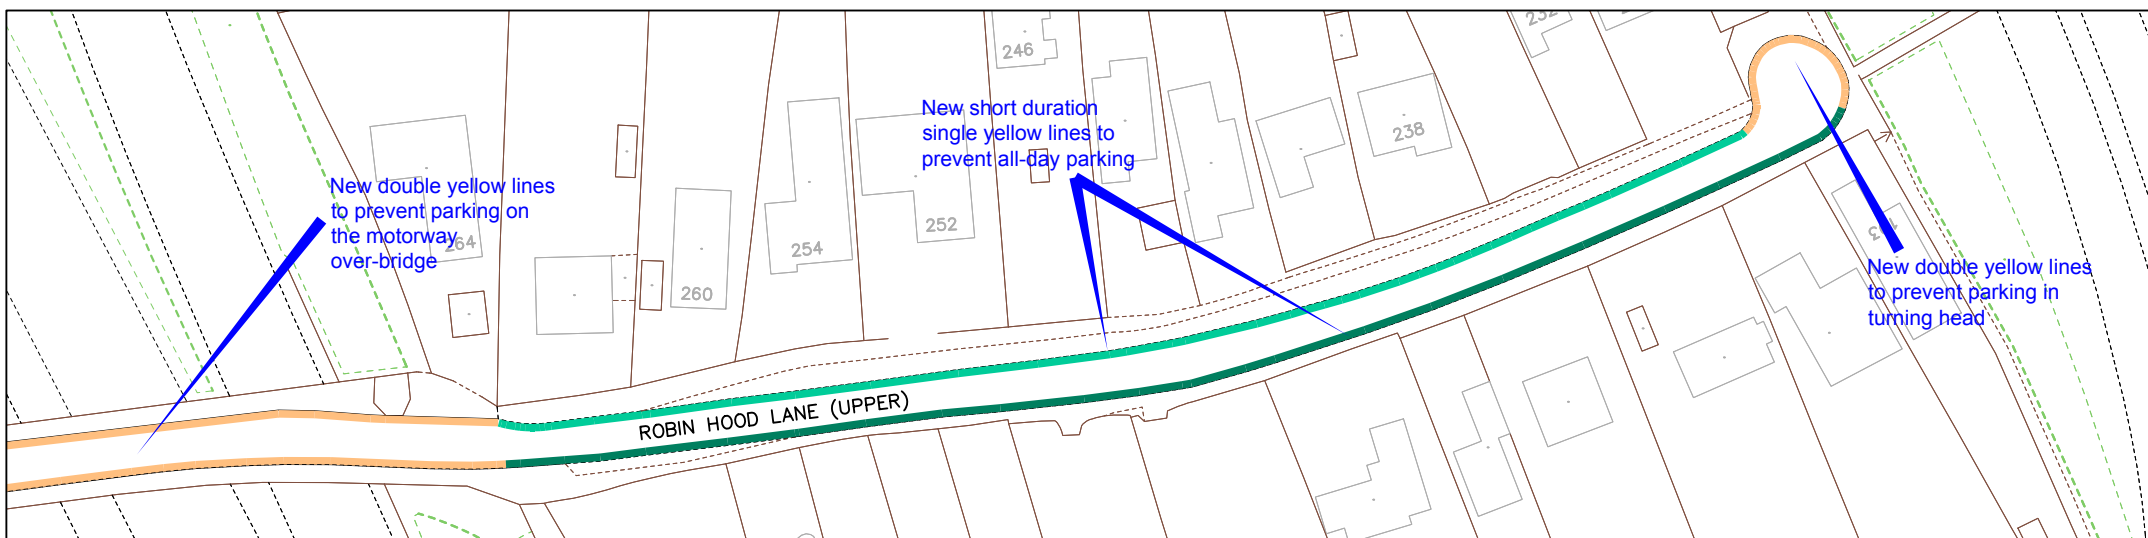 246
New short duration
single yellow lines to
prevent all-day parking
238
New double yellow lines
to prevent parking on
the motorway
over-bridge
264
260
254
252
New double yellow lines
to prevent parking in
turning head
ROBIN HOOD LANE (UPPER)